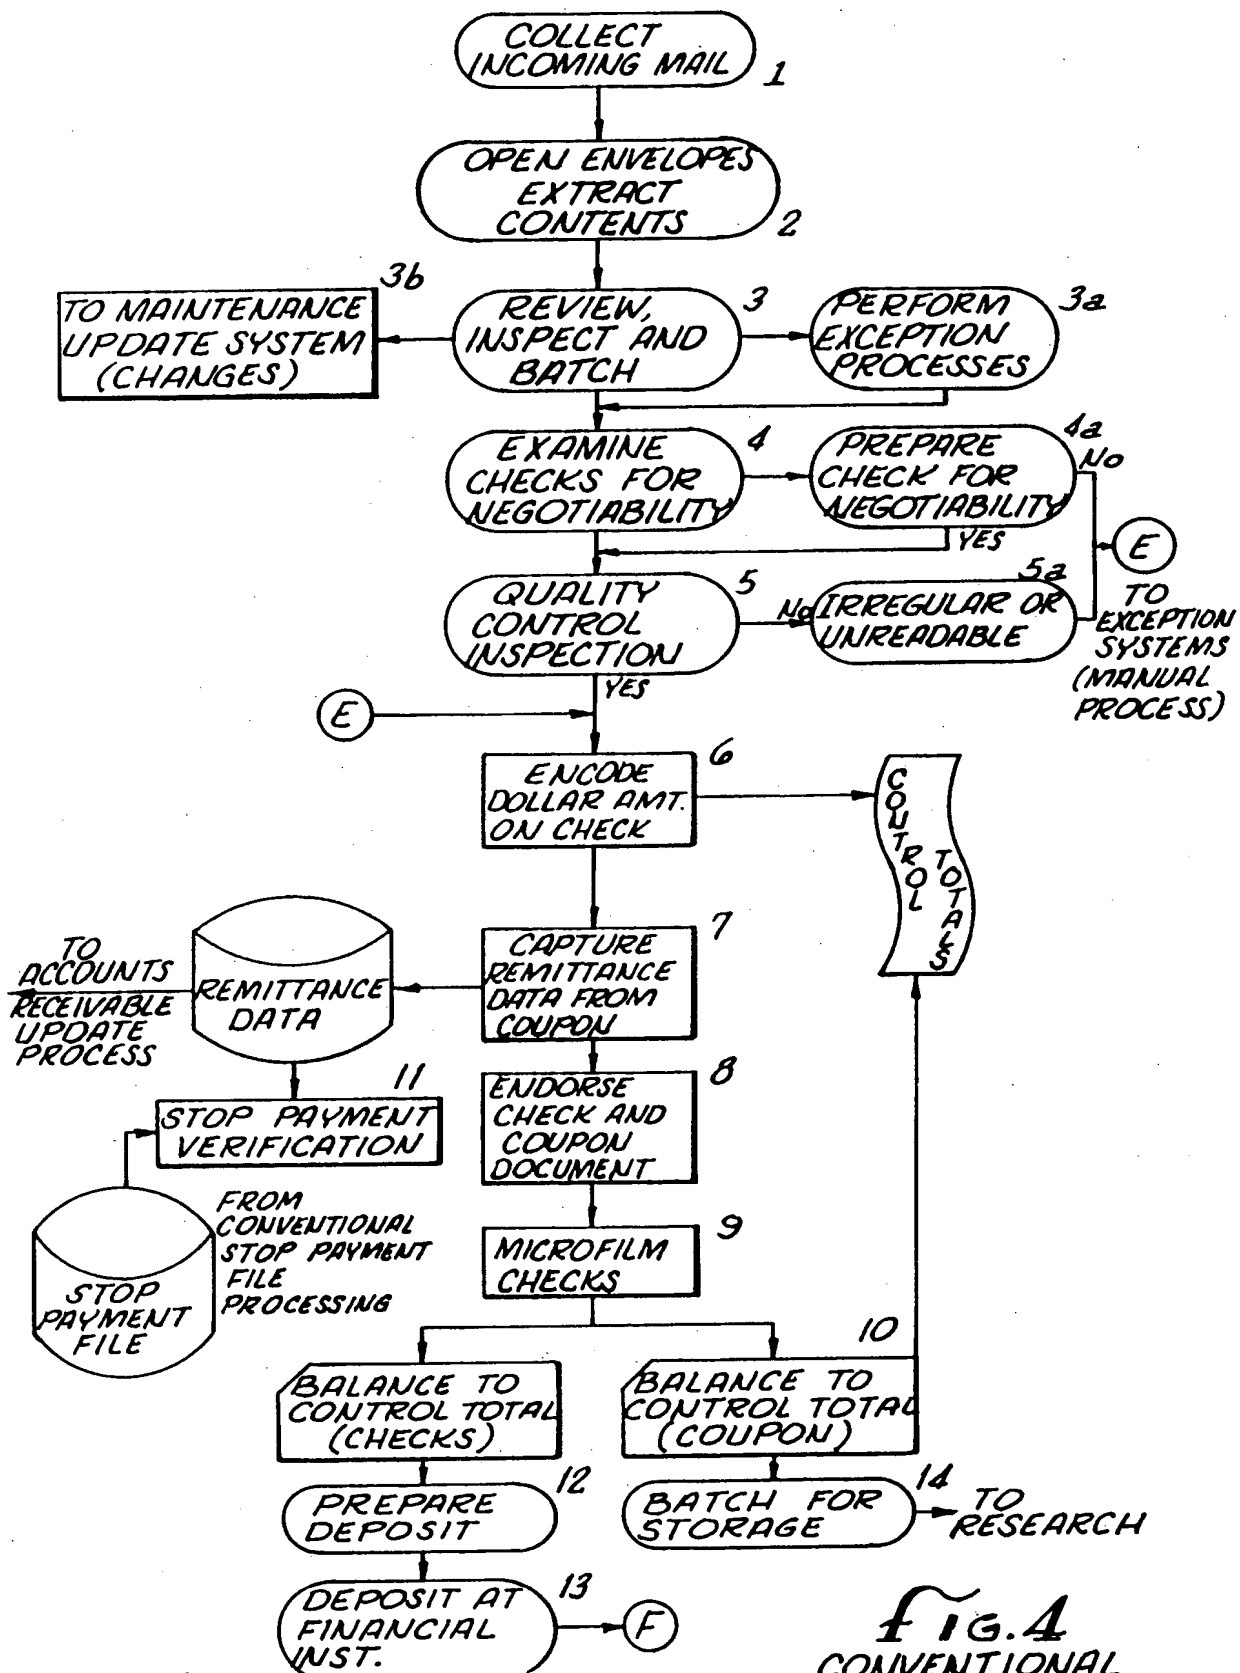 COLLECT
INCOMING MAIL
1
OPEN ENVELOPES
EXTRACT
CONTENTS
2
3b
TO MAINTENANCE
UPDATE SYSTEM
(CHANGES)
REVIEW,
INSPECT AND
BATCH
3
PERFORM
EXCEPTION
PROCESSES
3a
EXAMINE
CHECKS FOR
NEGOTIABILITY
4
PREPARE
CHECK FOR
NEGOTIABILITY
4a
NO
YES
E
TO
EXCEPTION
SYSTEMS
(MANUAL
PROCESS)
QUALITY
CONTROL
INSPECTION
5
NO
5a
IRREGULAR OR
UNREADABLE
YES
E
6
ENCODE
DOLLAR AMT.
ON CHECK
CONTROL
TOTALS
7
CAPTURE
REMITTANCE
DATA FROM
COUPON
REMITTANCE
DATA
TO
ACCOUNTS
RECEIVABLE
UPDATE
PROCESS
8
ENDORSE
CHECK AND
COUPON
DOCUMENT
11
STOP PAYMENT
VERIFICATION
STOP
PAYMENT
FILE
FROM
CONVENTIONAL
STOP PAYMENT
FILE
PROCESSING
9
MICROFILM
CHECKS
BALANCE TO
CONTROL TOTAL
(CHECKS)
10
BALANCE TO
CONTROL TOTAL
(COUPON)
12
PREPARE
DEPOSIT
14
BATCH FOR
STORAGE
TO
RESEARCH
13
DEPOSIT AT
FINANCIAL
INST.
F
FIG. 4
CONVENTIONAL